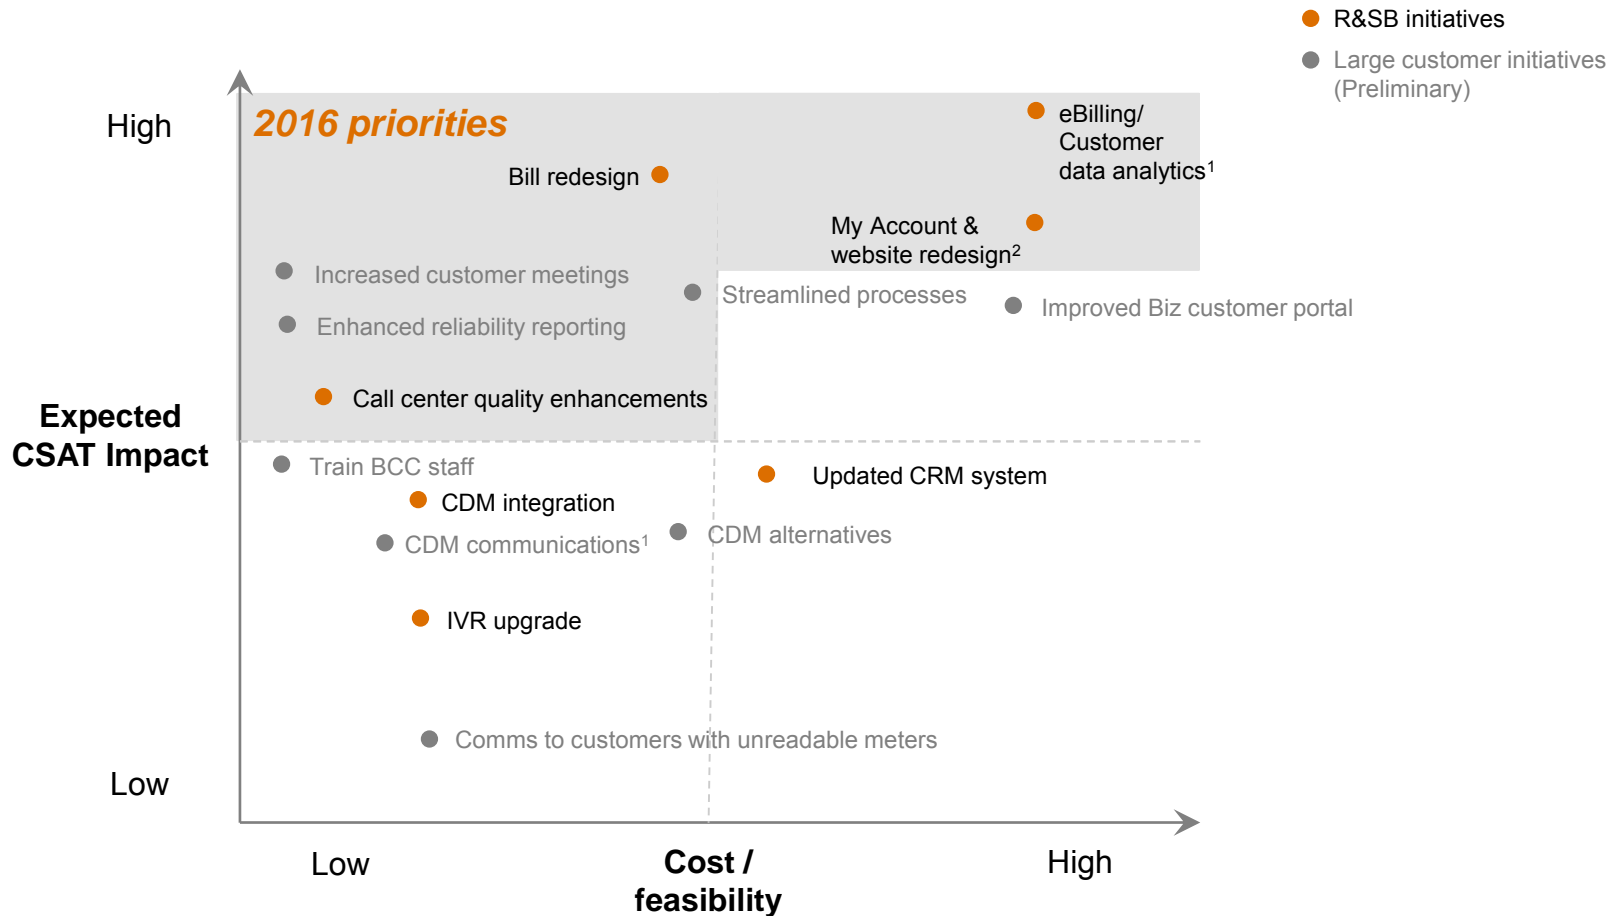 R&SB initiatives
Large customer initiatives
(Preliminary)
High
2016 priorities
eBilling/
Customer
data analytics¹
Bill redesign
My Account &
website redesign²
Increased customer meetings
Streamlined processes
Improved Biz customer portal
Enhanced reliability reporting
Call center quality enhancements
Expected
CSAT Impact
Train BCC staff
Updated CRM system
CDM integration
CDM communications¹
CDM alternatives
IVR upgrade
Comms to customers with unreadable meters
Low
Low
Cost /
feasibility
High